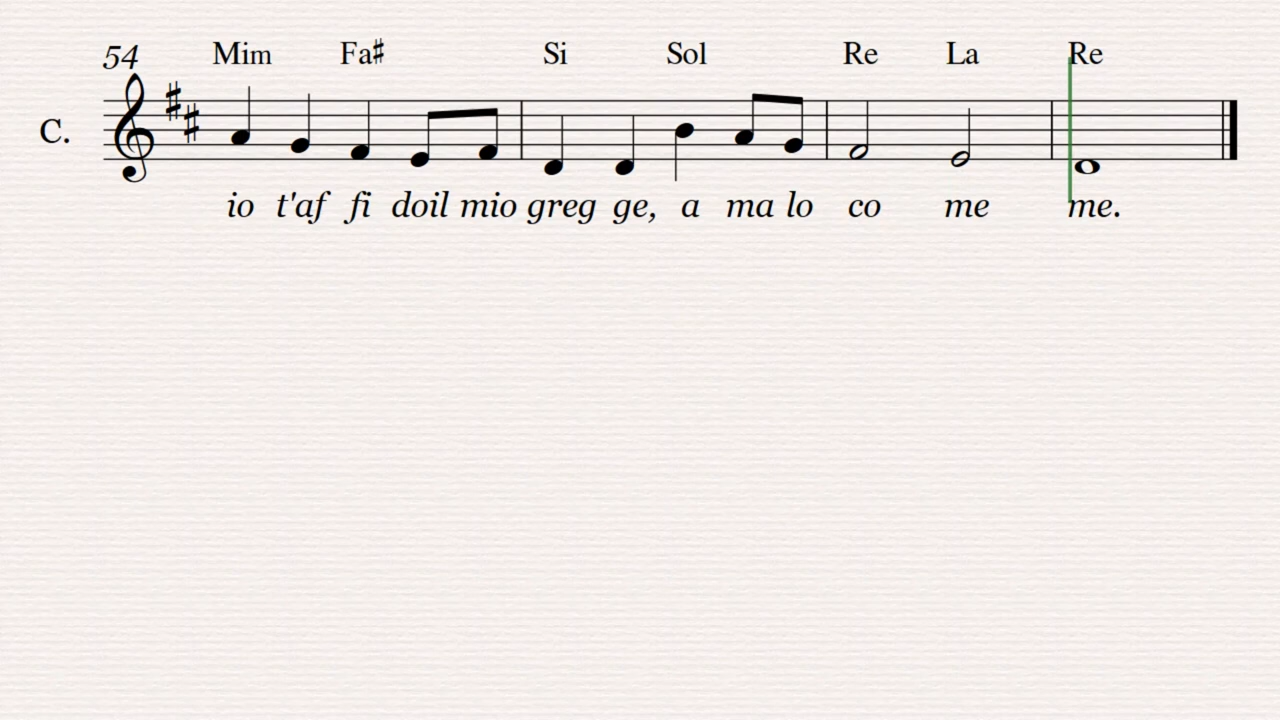 54 Mim Fa♯ Si Sol Re La Re
C.
io t'af fi doil mio greg ge, a ma lo co me me.